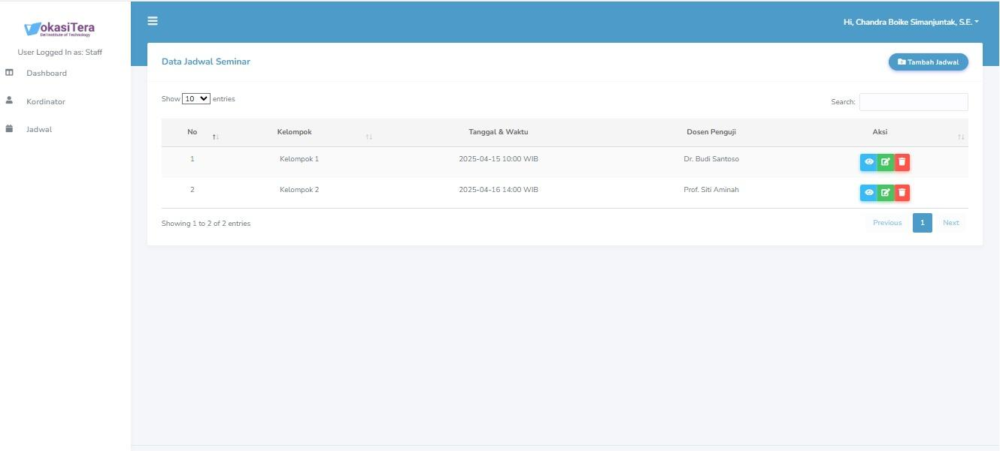 VokasiTera
Del Institute of Technology
User Logged In as: Staff
Dashboard
Kordinator
Jadwal
Hi, Chandra Boike Simanjuntak, S.E.
Data Jadwal Seminar
Tambah Jadwal
Show 10 entries
Search:
No Kelompok Tanggal & Waktu Dosen Penguji Aksi
1 Kelompok 1 2025-04-15 10:00 WIB Dr. Budi Santoso
2 Kelompok 2 2025-04-16 14:00 WIB Prof. Siti Aminah
Showing 1 to 2 of 2 entries
Previous 1 Next